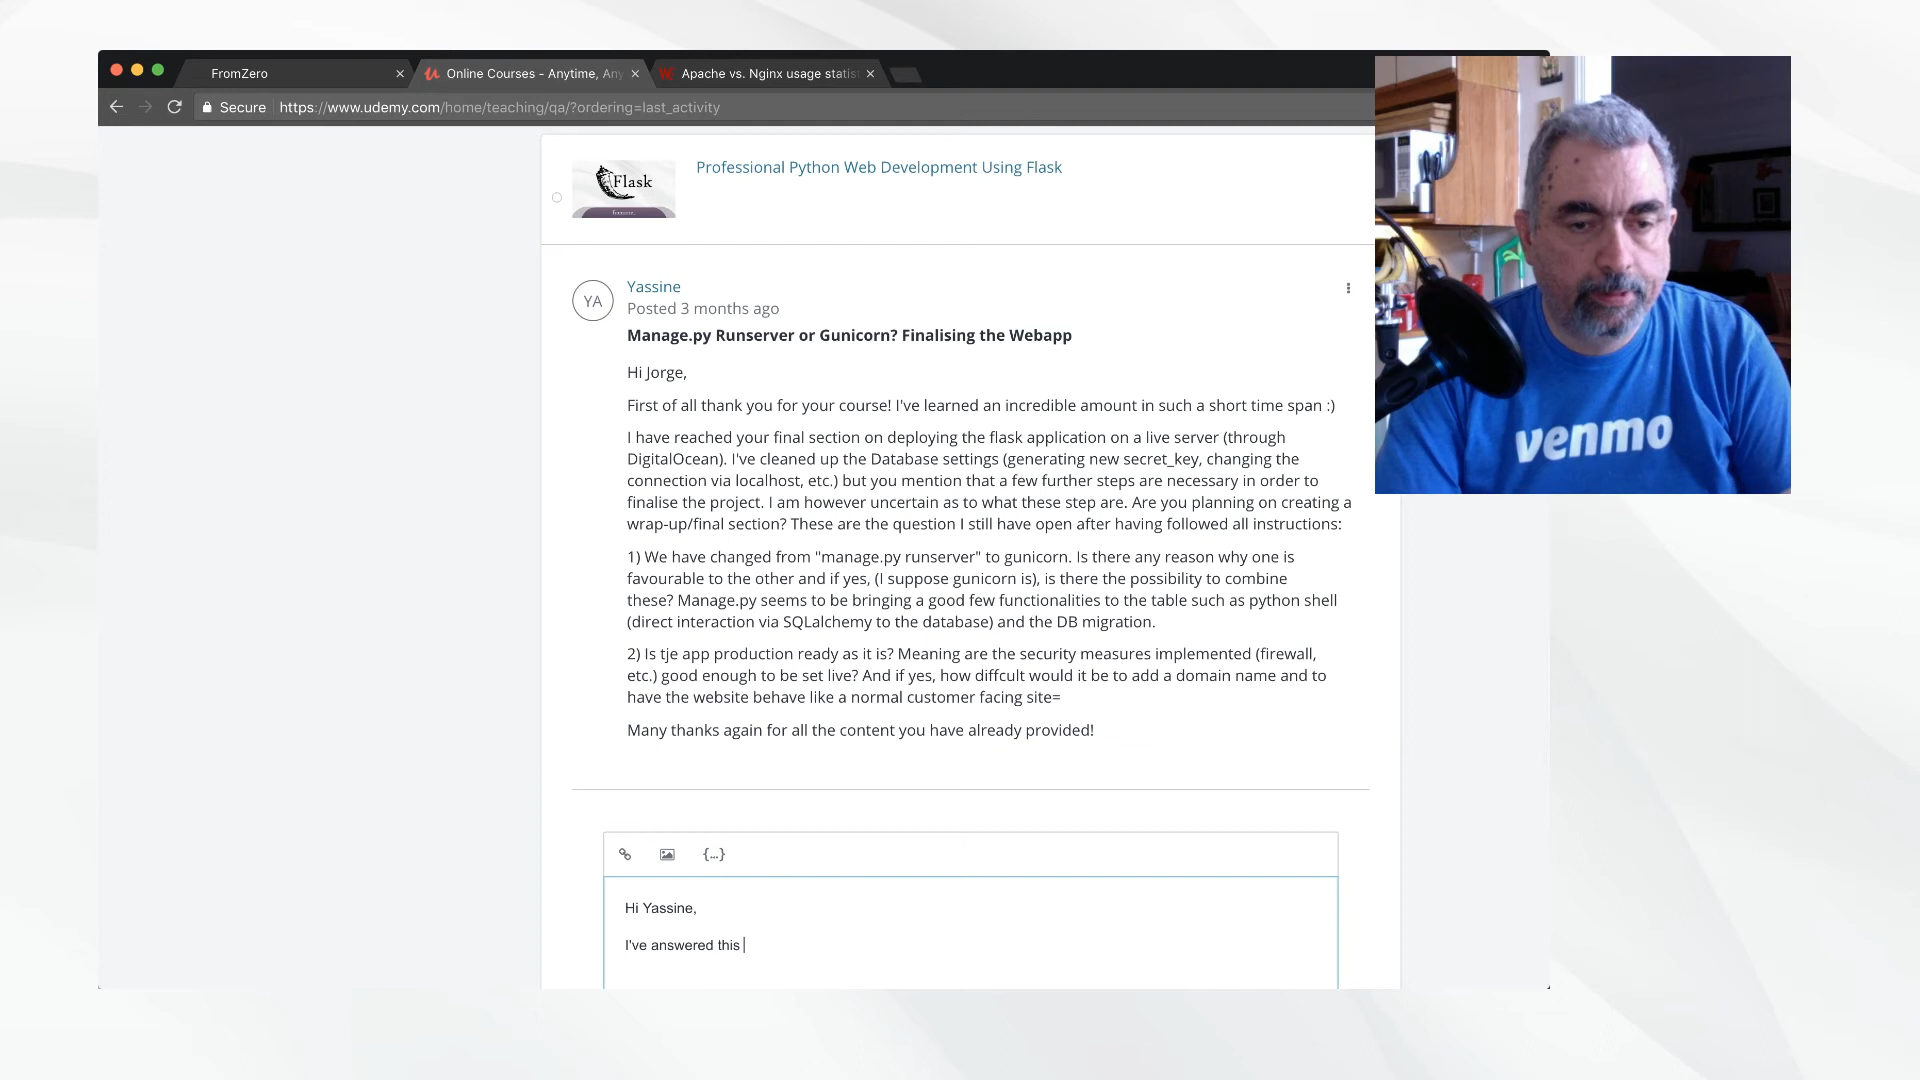 FromZero
Online Courses - Anytime, Any
Apache vs. Nginx usage statist
Secure
https://www.udemy.com/home/teaching/qa/?ordering=last_activity
Flask
Professional Python Web Development Using Flask
YA
Yassine
Posted 3 months ago
Manage.py Runserver or Gunicorn? Finalising the Webapp
Hi Jorge,
First of all thank you for your course! I've learned an incredible amount in such a short time span :)
I have reached your final section on deploying the flask application on a live server (through
DigitalOcean). I've cleaned up the Database settings (generating new secret_key, changing the
connection via localhost, etc.) but you mention that a few further steps are necessary in order to
finalise the project. I am however uncertain as to what these step are. Are you planning on creating a
wrap-up/final section? These are the question I still have open after having followed all instructions:
1) We have changed from "manage.py runserver" to gunicorn. Is there any reason why one is
favourable to the other and if yes, (I suppose gunicorn is), is there the possibility to combine
these? Manage.py seems to be bringing a good few functionalities to the table such as python shell
(direct interaction via SQLalchemy to the database) and the DB migration.
2) Is tje app production ready as it is? Meaning are the security measures implemented (firewall,
etc.) good enough to be set live? And if yes, how diffcult would it be to add a domain name and to
have the website behave like a normal customer facing site=
Many thanks again for all the content you have already provided!
{...}
Hi Yassine,
I've answered this
venmo